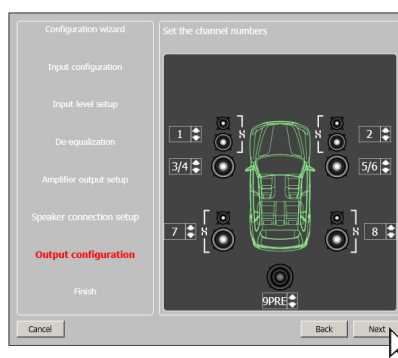 Configuration wizard
Set the channel numbers
Input configuration
Input level setup
De-equalization
Amplifier output setup
Speaker connection setup
Output configuration
Finish
1
2
3/4
5/6
7
8
9PRE
Cancel
Back
Next